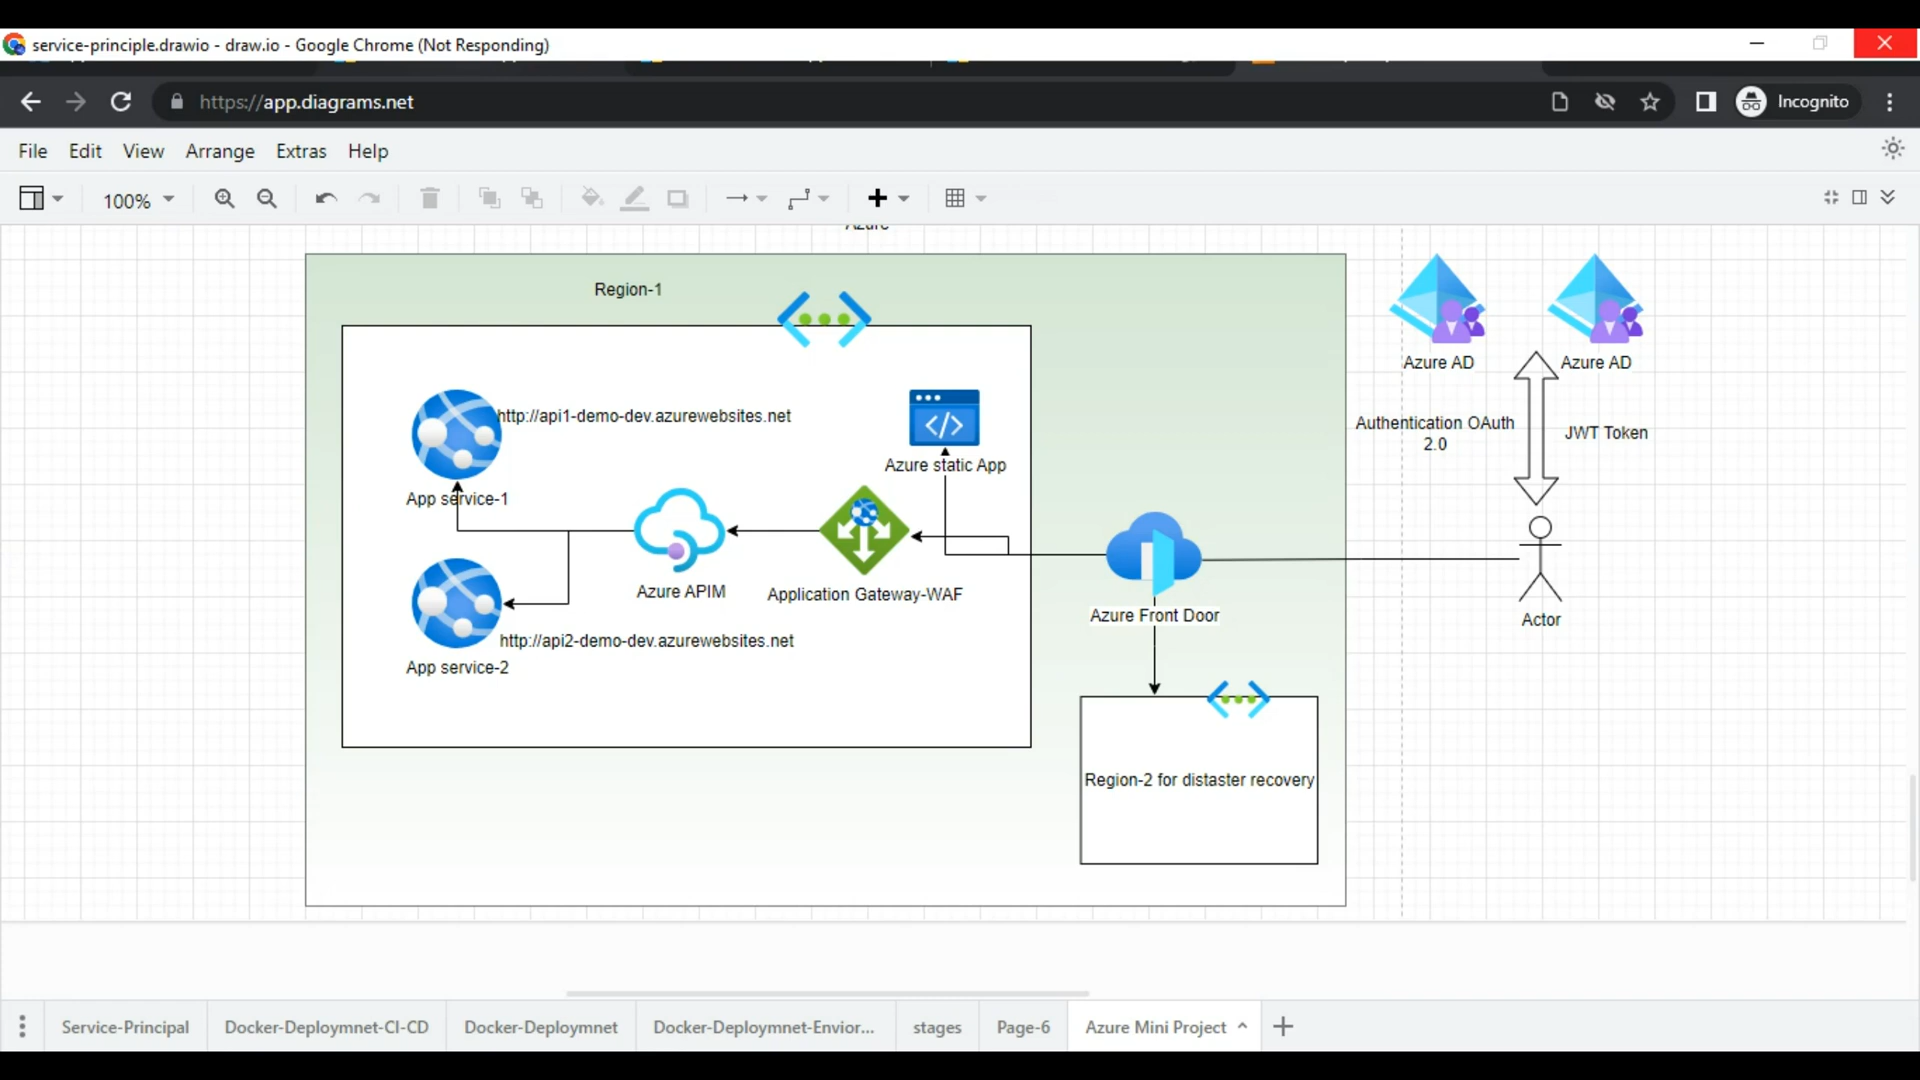 service-principle.drawio - draw.io - Google Chrome (Not Responding)
https://app.diagrams.net
Incognito
File Edit View Arrange Extras Help
100%
Azure
Region-1
Azure AD
Azure AD
http://api1-demo-dev.azurewebsites.net
Authentication OAuth
2.0
JWT Token
Azure static App
App service-1
Azure APIM
Application Gateway-WAF
Azure Front Door
Actor
http://api2-demo-dev.azurewebsites.net
App service-2
Region-2 for distaster recovery
Service-Principal Docker-Deploymnet-CI-CD Docker-Deploymnet Docker-Deploymnet-Envior... stages Page-6 Azure Mini Project